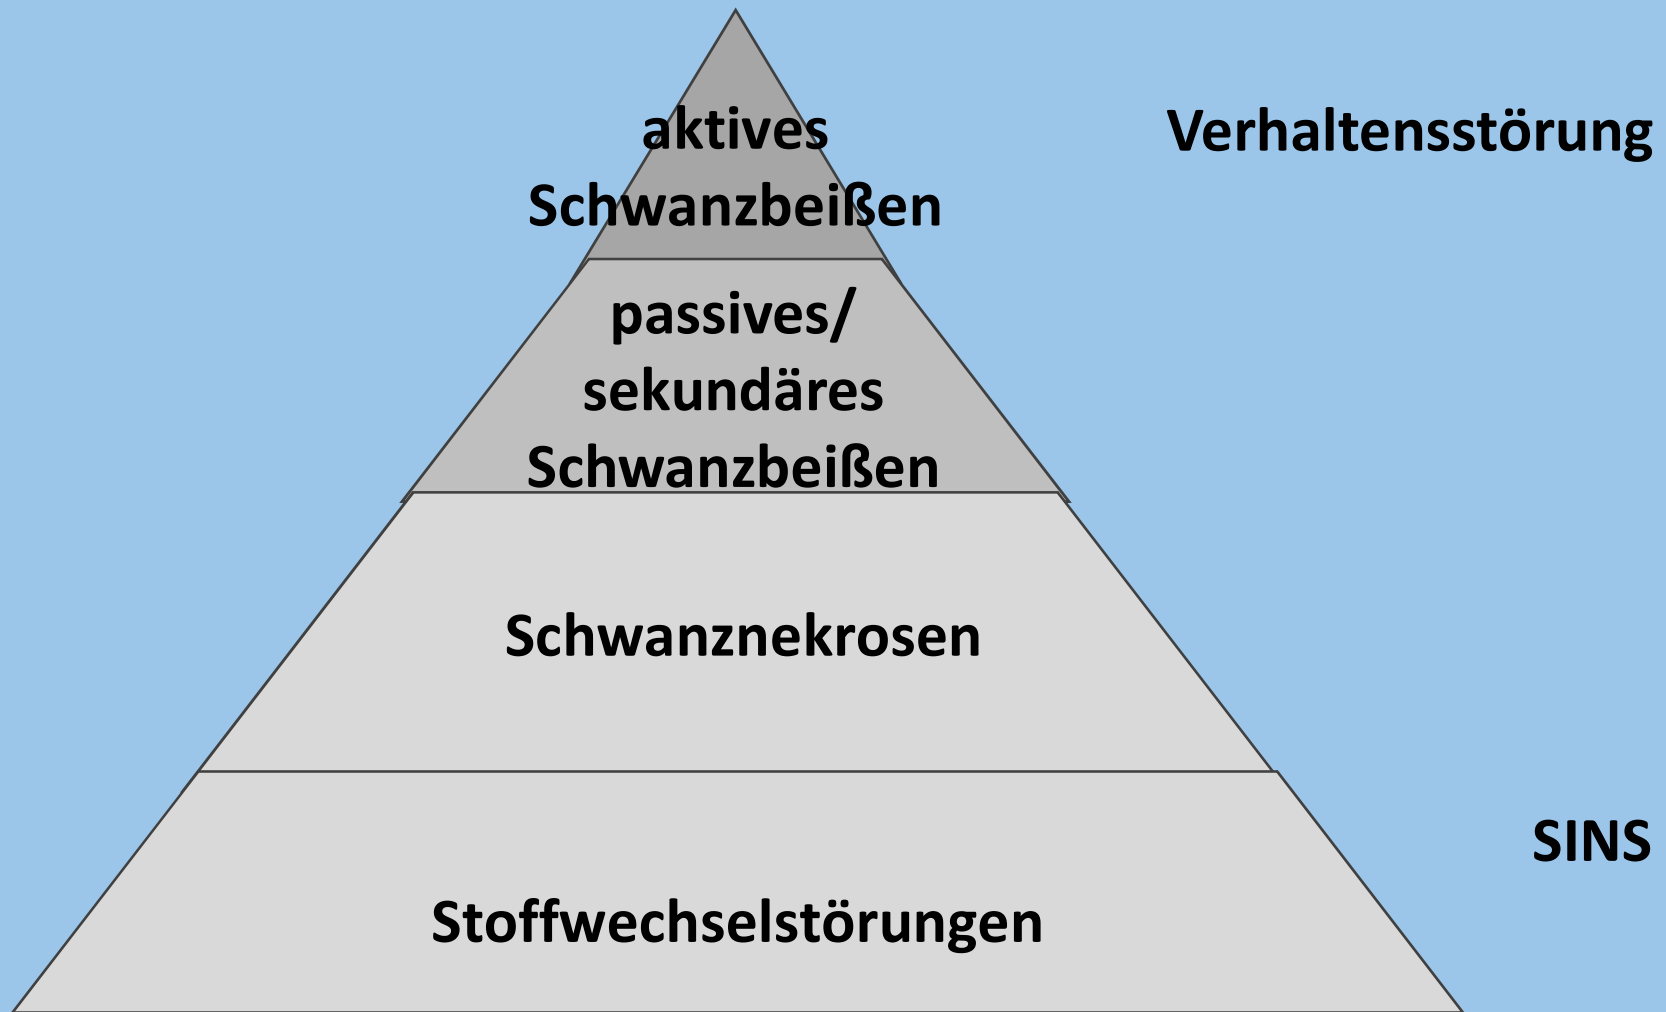 aktives
Schwanzbeißen
Verhaltensstörung
passives/
sekundäres
Schwanzbeißen
Schwanznekrosen
SINS
Stoffwechselstörungen